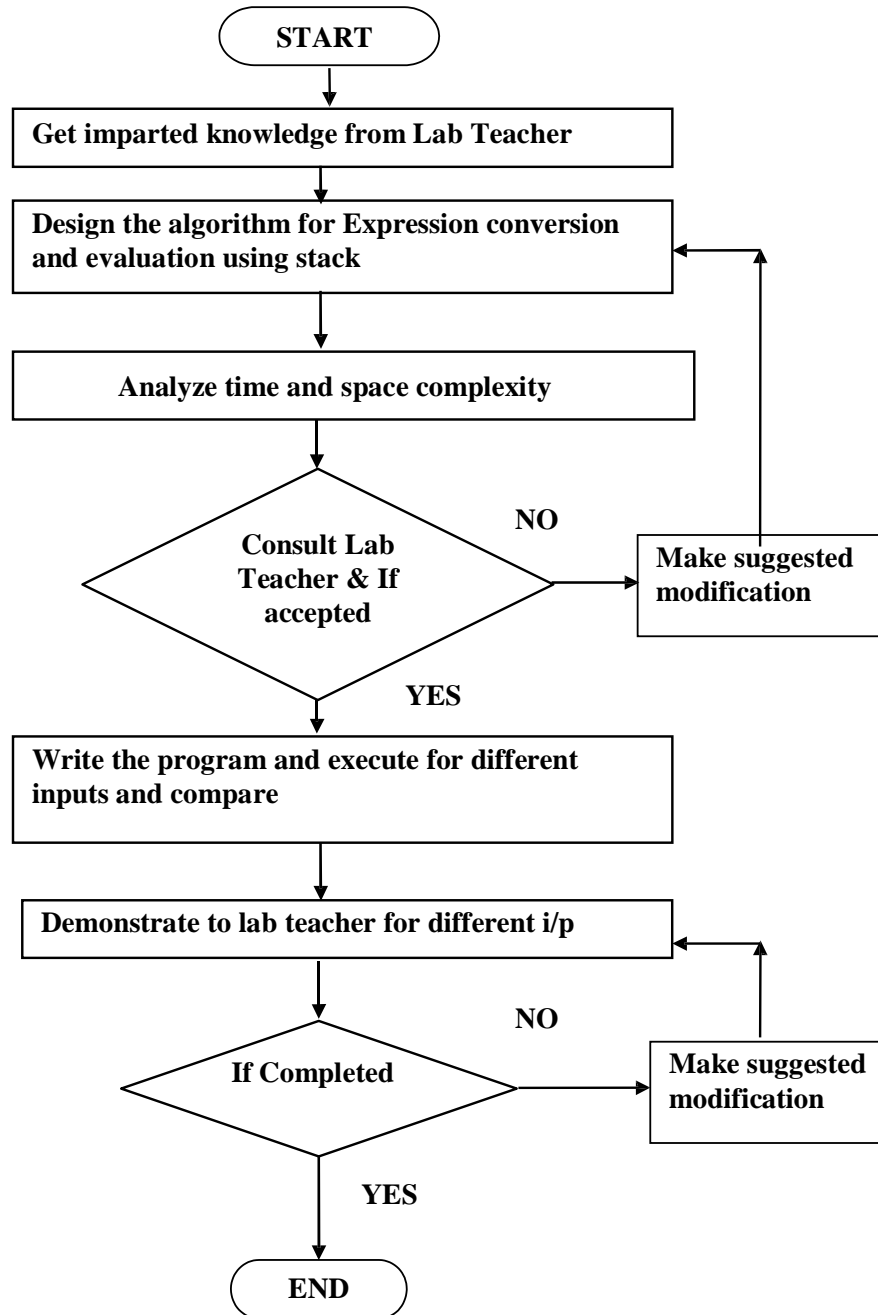 START
Get imparted knowledge from Lab Teacher
Design the algorithm for Expression conversion
and evaluation using stack
Analyze time and space complexity
Consult Lab
Teacher & If
accepted
NO
Make suggested
modification
YES
Write the program and execute for different
inputs and compare
Demonstrate to lab teacher for different i/p
If Completed
NO
Make suggested
modification
YES
END